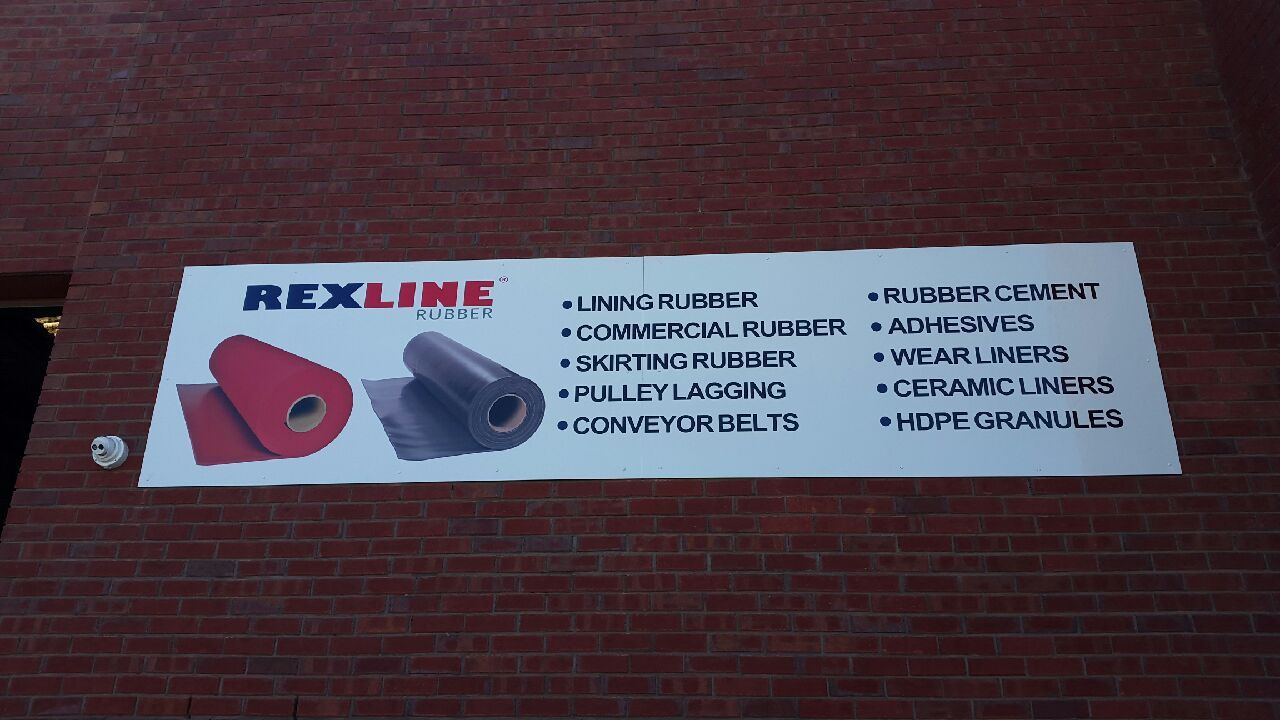 REXLINE®
RUBBER
• LINING RUBBER
• COMMERCIAL RUBBER
• SKIRTING RUBBER
• PULLEY LAGGING
• CONVEYOR BELTS
• RUBBER CEMENT
• ADHESIVES
• WEAR LINERS
• CERAMIC LINERS
• HDPE GRANULES